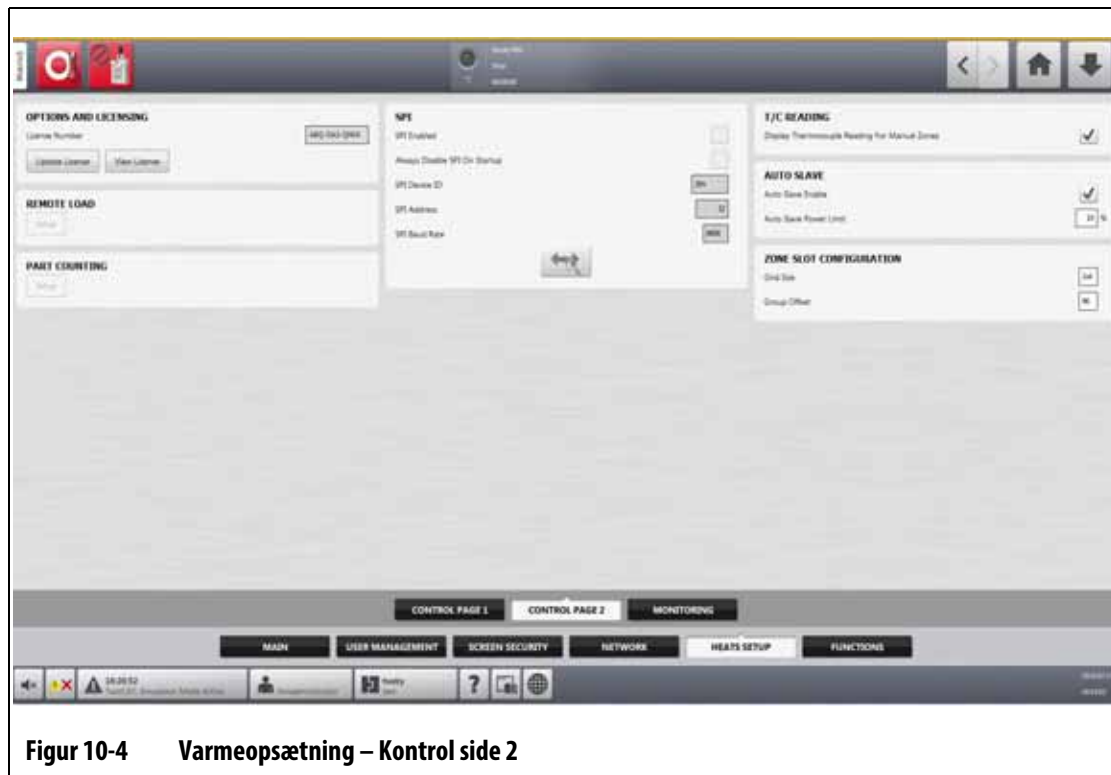 OPTIONS AND LICENSING
License Number
Update License View License
REMOTE LOAD
Setup
PART COUNTING
Setup
SPI
SPI Enabled
Always Disable SPI On Startup
SPI Device ID
SPI Address
32
SPI Baud Rate
9600
T/C READING
Display Thermocouple Reading for Manual Zones
AUTO SLAVE
Auto Slave Enable
Auto Slave Power Limit
%
ZONE SLOT CONFIGURATION
Grid Size
Group Offset
CONTROL PAGE 1 CONTROL PAGE 2 MONITORING
MAIN USER MANAGEMENT SCREEN SECURITY NETWORK HEATS SETUP FUNCTIONS
?
Figur 10-4 Varmeopsætning – Kontrol side 2